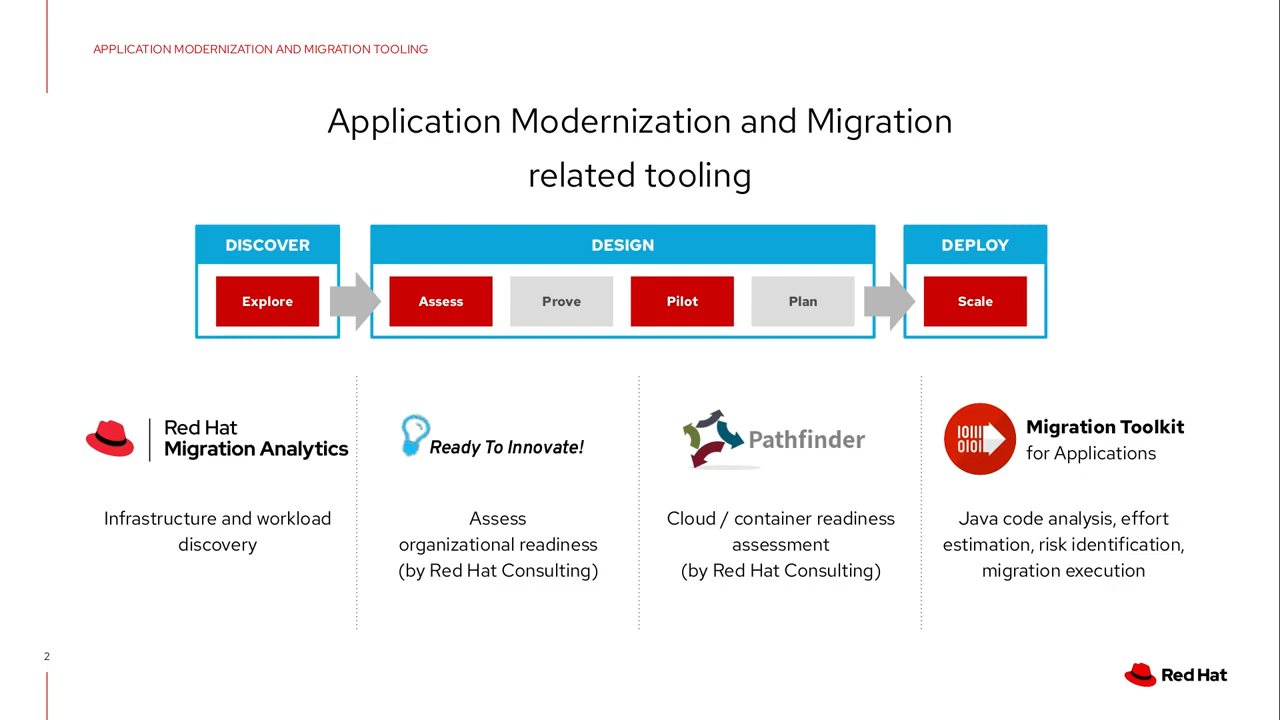 APPLICATION MODERNIZATION AND MIGRATION TOOLING
Application Modernization and Migration
related tooling
DISCOVER
DESIGN
DEPLOY
Explore
Assess
Prove
Pilot
Plan
Scale
Red Hat
Migration Analytics
Infrastructure and workload
discovery
Ready To Innovate!
Assess
organizational readiness
(by Red Hat Consulting)
Pathfinder
Cloud / container readiness
assessment
(by Red Hat Consulting)
10111
0101
Migration Toolkit
for Applications
Java code analysis, effort
estimation, risk identification,
migration execution
2
Red Hat